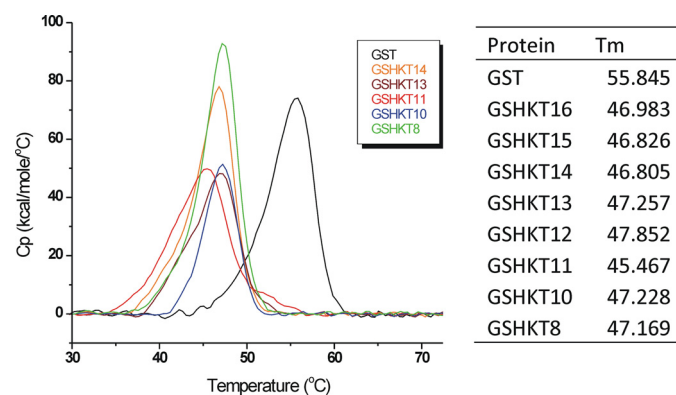 100
80
60
40
20
0
Cp (kcal/mole/°C)
30 40 50 60 70
Temperature (°C)
GST
GSHKT14
GSHKT13
GSHKT11
GSHKT10
GSHKT8
Protein Tm
GST 55.845
GSHKT16 46.983
GSHKT15 46.826
GSHKT14 46.805
GSHKT13 47.257
GSHKT12 47.852
GSHKT11 45.467
GSHKT10 47.228
GSHKT8 47.169